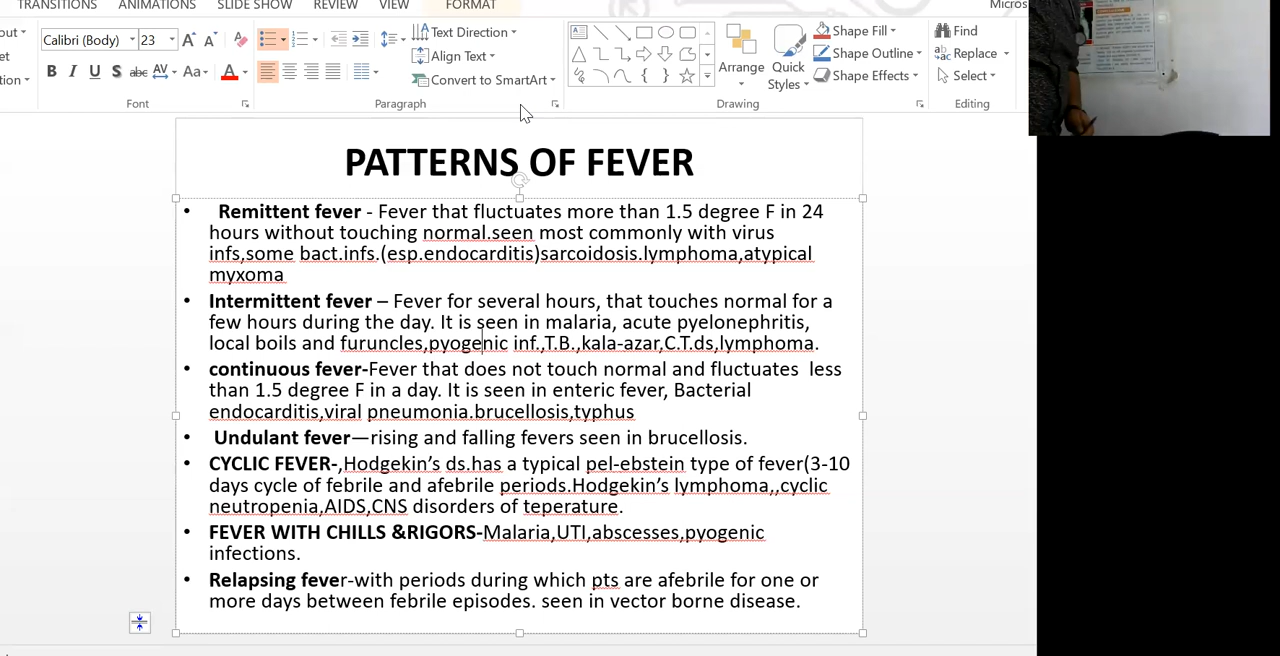 TRANSITIONS ANIMATIONS SLIDE SHOW REVIEW VIEW FORMAT Micros
out
et
tion
Calibri (Body) 23
B I U S abc AV Aa A
Font
Text Direction
Align Text
Convert to SmartArt
Paragraph
Arrange
Quick
Styles
Shape Fill
Shape Outline
Shape Effects
Drawing
Find
Replace
Select
Editing
PATTERNS OF FEVER
• Remittent fever - Fever that fluctuates more than 1.5 degree F in 24
hours without touching normal.seen most commonly with virus
infs,some bact.infs.(esp.endocarditis)sarcoidosis.lymphoma,atypical
myxoma
• Intermittent fever – Fever for several hours, that touches normal for a
few hours during the day. It is seen in malaria, acute pyelonephritis,
local boils and furuncles,pyogenic inf.,T.B.,kala-azar,C.T.ds,lymphoma.
• continuous fever-Fever that does not touch normal and fluctuates less
than 1.5 degree F in a day. It is seen in enteric fever, Bacterial
endocarditis,viral pneumonia.brucellosis,typhus
• Undulant fever—rising and falling fevers seen in brucellosis.
• CYCLIC FEVER-,Hodgekin’s ds.has a typical pel-ebstein type of fever(3-10
days cycle of febrile and afebrile periods.Hodgekin’s lymphoma,,cyclic
neutropenia,AIDS,CNS disorders of teperature.
• FEVER WITH CHILLS &RIGORS-Malaria,UTI,abscesses,pyogenic
infections.
• Relapsing fever-with periods during which pts are afebrile for one or
more days between febrile episodes. seen in vector borne disease.